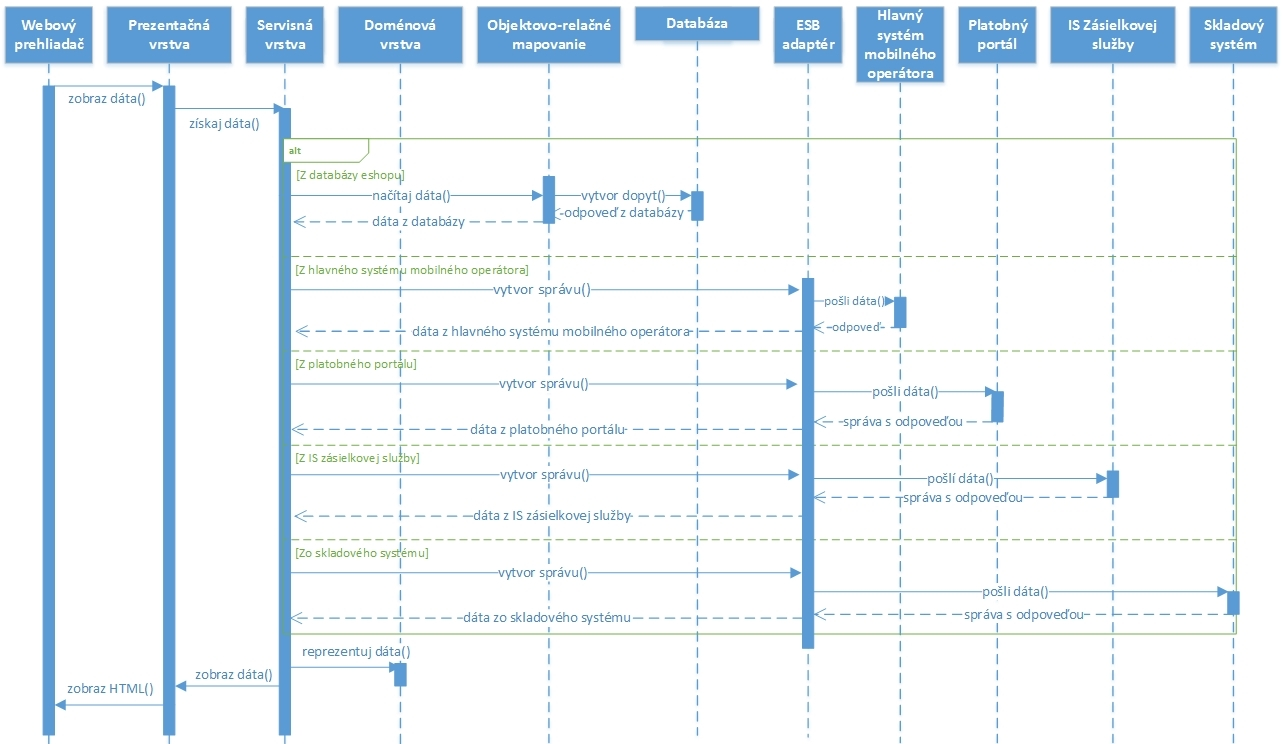 Webový
prehliadač
Prezentačná
vrstva
Servisná
vrstva
Doménová
vrstva
Objektovo-relačné
mapovanie
Databáza
ESB
adaptér
Hlavný
systém
mobilného
operátora
Platobný
portál
IS Zásielkovej
služby
Skladový
systém
zobraz dáta()
získaj dáta()
alt
[Z databázy eshopu]
načítaj dáta()
vytvor dopyt()
odpoveď z databázy
dáta z databázy
[Z hlavného systému mobilného operátora]
vytvor správu()
pošli dáta()
odpoveď
dáta z hlavného systému mobilného operátora
[Z platobného portálu]
vytvor správu()
pošli dáta()
správa s odpoveďou
dáta z platobného portálu
[Z IS zásielkovej služby]
vytvor správu()
pošlí dáta()
správa s odpoveďou
dáta z IS zásielkovej služby
[Zo skladového systému]
vytvor správu()
pošli dáta()
správa s odpoveďou
dáta zo skladového systému
reprezentuj dáta()
zobraz dáta()
zobraz HTML()